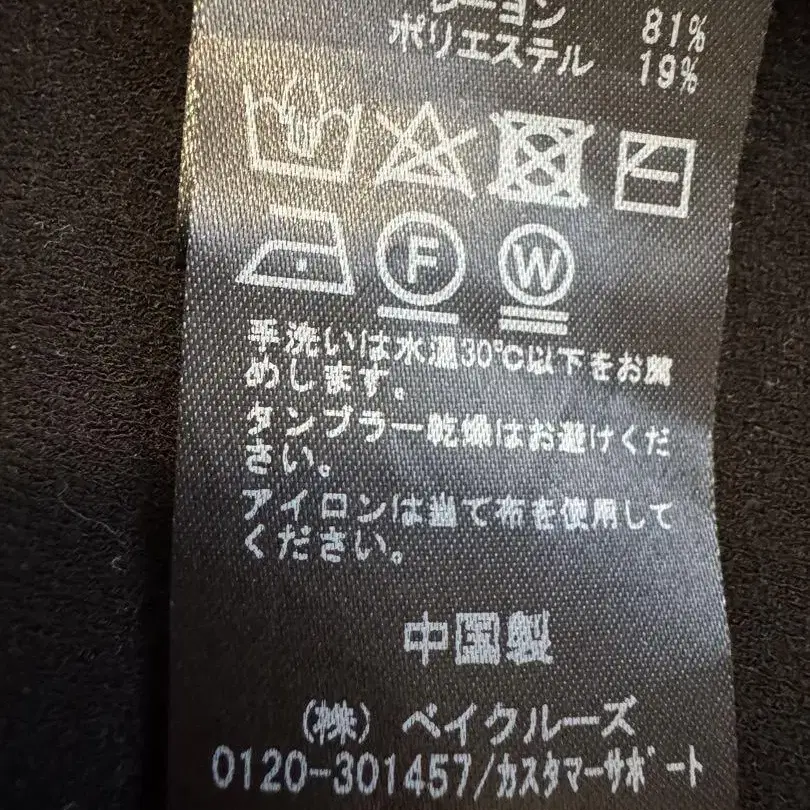 レーヨン 81%
ポリエステル 19%
F W
手洗いは水温30℃以下をお薦
めします。
タンブラー乾燥はお避けくだ
さい。
アイロンは当て布を使用して
ください。
中国製
(株) ベイクルーズ
0120-301457/カスタマーサポート